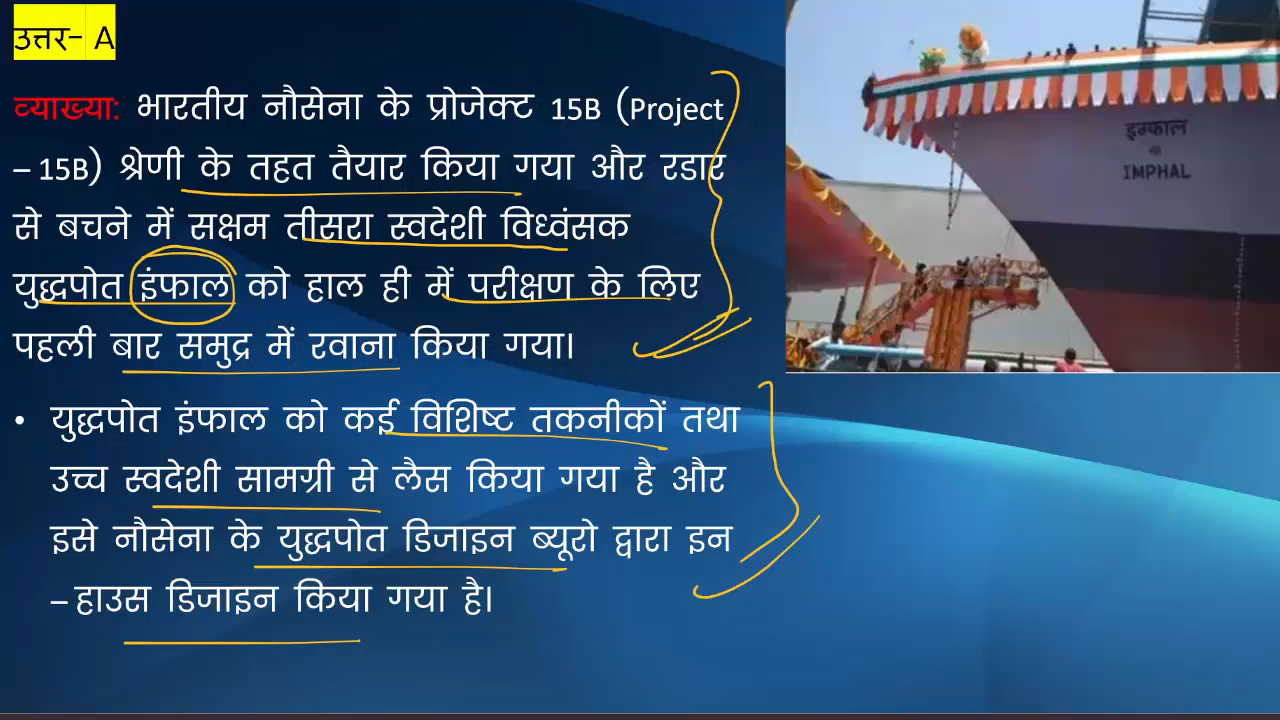 उत्तर- A
व्याख्या: भारतीय नौसेना के प्रोजेक्ट 15B (Project
– 15B) श्रेणी के तहत तैयार किया गया और रडार
से बचने में सक्षम तीसरा स्वदेशी विध्वंसक
युद्धपोत इंफाल को हाल ही में परीक्षण के लिए
पहली बार समुद्र में रवाना किया गया।
• युद्धपोत इंफाल को कई विशिष्ट तकनीकों तथा
उच्च स्वदेशी सामग्री से लैस किया गया है और
इसे नौसेना के युद्धपोत डिजाइन ब्यूरो द्वारा इन
– हाउस डिजाइन किया गया है।
इम्फाल
IMPHAL